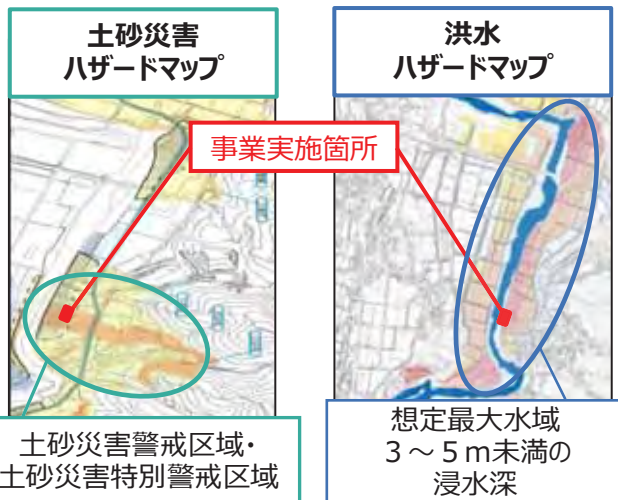 土砂災害
ハザードマップ
洪水
ハザードマップ
事業実施箇所
土砂災害警戒区域・
土砂災害特別警戒区域
想定最大水域
３～５ｍ未満の
浸水深